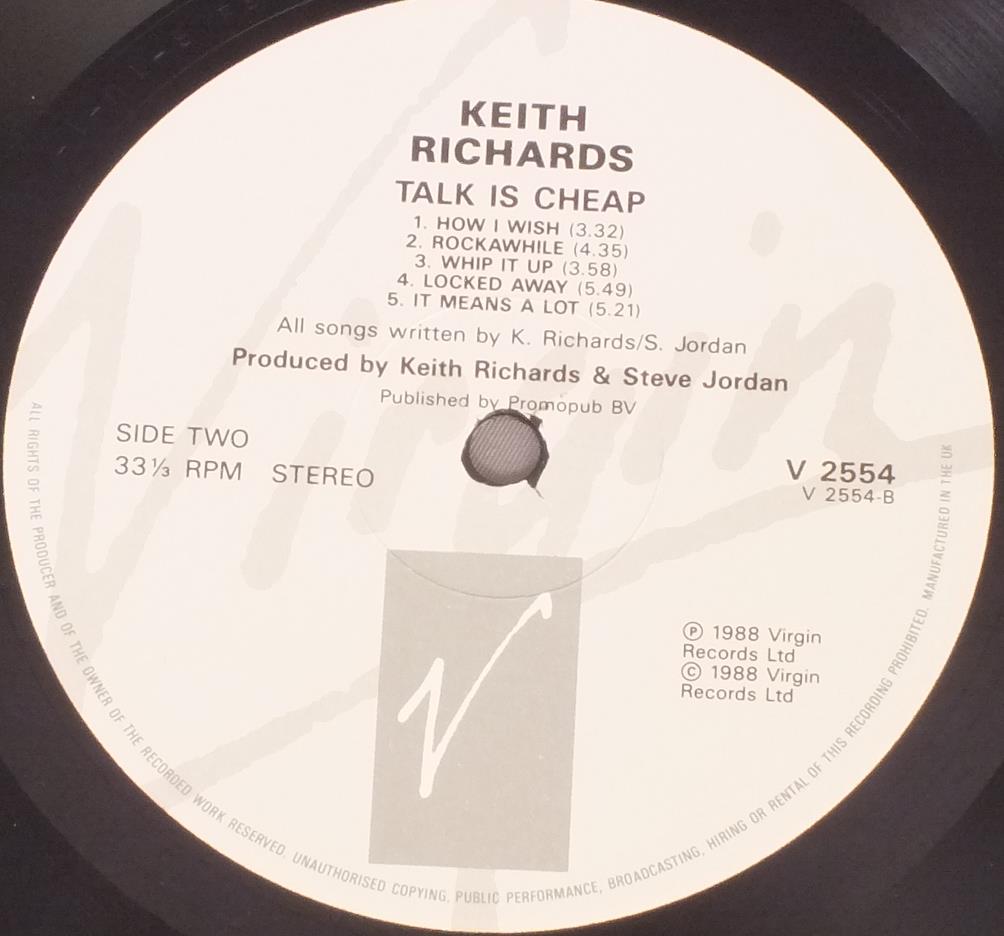 KEITH
RICHARDS
TALK IS CHEAP
1. HOW I WISH (3.32)
2. ROCKAWHILE (4.35)
3. WHIP IT UP (3.58)
4. LOCKED AWAY (5.49)
5. IT MEANS A LOT (5.21)
All songs written by K. Richards/S. Jordan
Produced by Keith Richards & Steve Jordan
Published by Promopub BV
SIDE TWO
33⅓ RPM STEREO
V 2554
V 2554-B
Ⓟ 1988 Virgin
Records Ltd
© 1988 Virgin
Records Ltd
ALL RIGHTS OF THE PRODUCER AND OF THE OWNER OF THE RECORDED WORK RESERVED. UNAUTHORISED COPYING, PUBLIC PERFORMANCE, BROADCASTING, HIRING OR RENTAL OF THIS RECORDING PROHIBITED. MANUFACTURED IN THE UK
Virgin